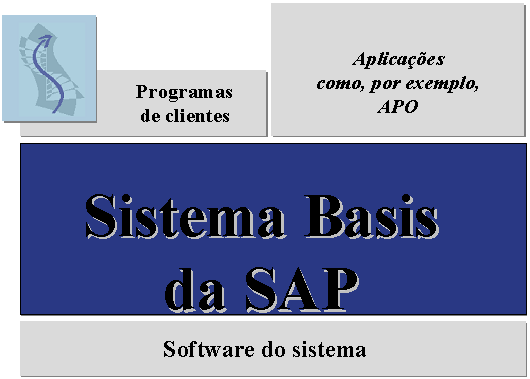 Programas
de clientes
Aplicações
como, por exemplo,
APO
Sistema Basis
da SAP
Software do sistema